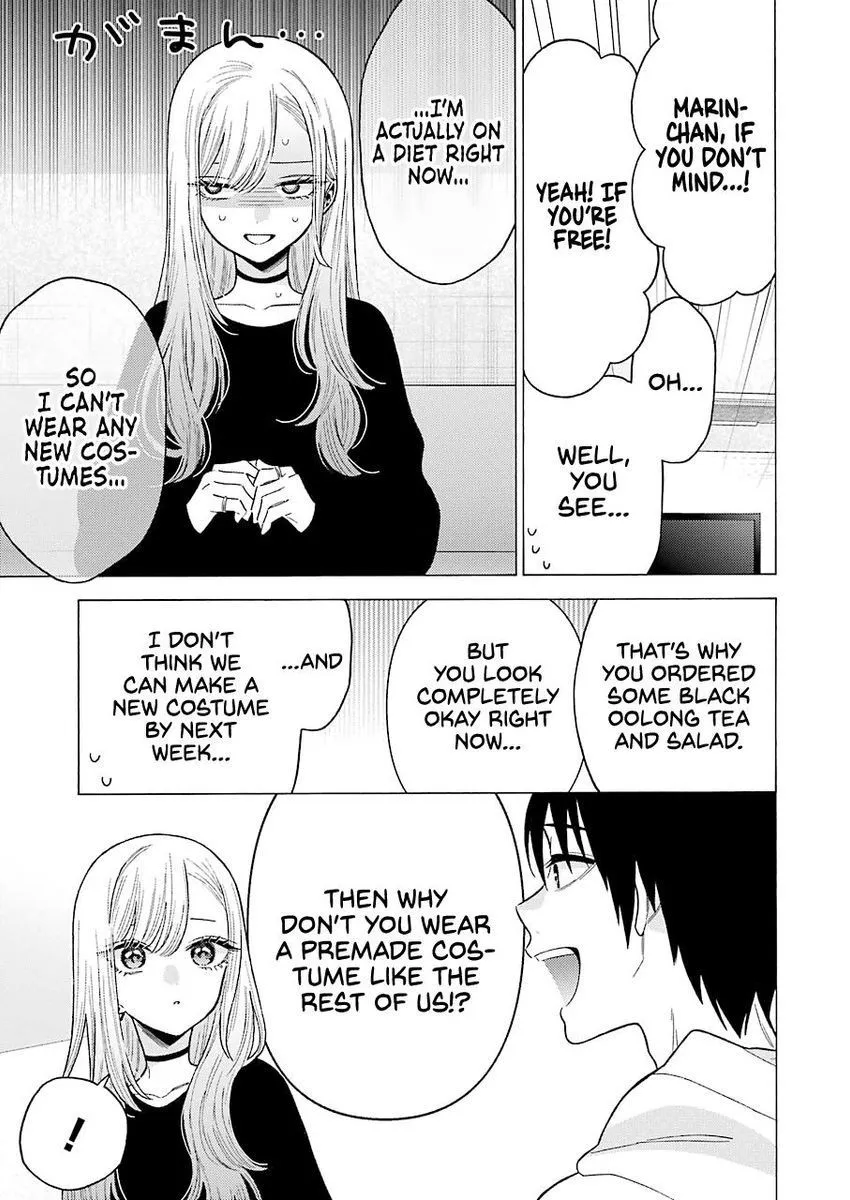 MARIN-
CHAN, IF
YOU DON'T
MIND...!
YEAH! IF
YOU'RE
FREE!
OH...
WELL,
YOU
SEE...
がまん…
...I'M
ACTUALLY ON
A DIET RIGHT
NOW...
SO
I CAN'T
WEAR ANY
NEW COS-
TUMES...
THAT'S WHY
YOU ORDERED
SOME BLACK
OOLONG TEA
AND SALAD.
BUT
YOU LOOK
COMPLETELY
OKAY RIGHT
NOW...
...AND
I DON'T
THINK WE
CAN MAKE A
NEW COSTUME
BY NEXT
WEEK...
THEN WHY
DON'T YOU WEAR
A PREMADE COS-
TUME LIKE THE
REST OF US!?
!